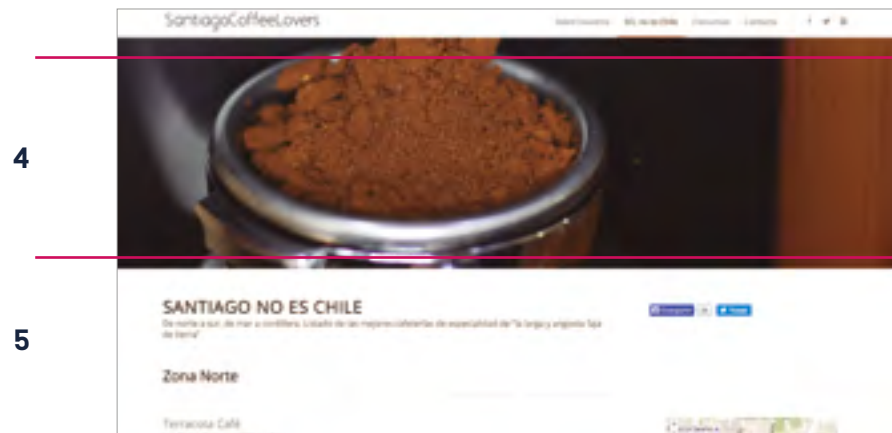 SantiagoCoffeeLovers
Contacto
4
SANTIAGO NO ES CHILE
De norte a sur, de mar a cordillera. Listado de las mejores cafeterías de especialidad de "la larga y angosta faja
de tierra"
5
Zona Norte
Terracota Café